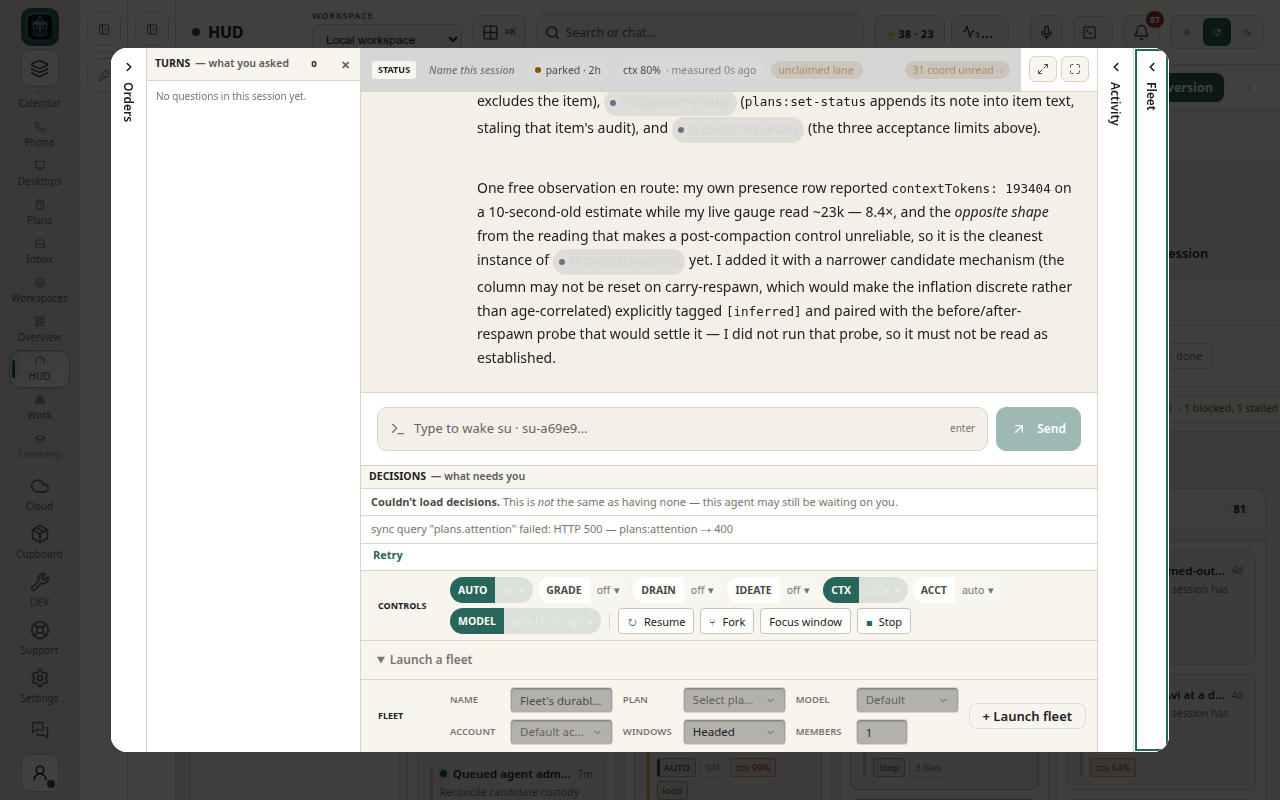 HUD
WORKSPACE
Local workspace
⌘K
Search or chat...
38 · 23
1...
87
Calendar
Phone
Desktops
Plans
Inbox
Workspaces
Overview
HUD
Work
Learning
Cloud
Cupboard
DEV
Support
Settings
Orders
TURNS — what you asked 0 ×
No questions in this session yet.
STATUS Name this session parked · 2h ctx 80% · measured 0s ago unclaimed lane 31 coord unread ›
excludes the item), (plans:set-status appends its note into item text,
staling that item's audit), and (the three acceptance limits above).
One free observation en route: my own presence row reported contextTokens: 193404 on
a 10-second-old estimate while my live gauge read ~23k — 8.4×, and the opposite shape
from the reading that makes a post-compaction control unreliable, so it is the cleanest
instance of yet. I added it with a narrower candidate mechanism (the
column may not be reset on carry-respawn, which would make the inflation discrete rather
than age-correlated) explicitly tagged [inferred] and paired with the before/after-
respawn probe that would settle it — I did not run that probe, so it must not be read as
established.
Type to wake su · su-a69e9... enter
Send
DECISIONS — what needs you
Couldn't load decisions. This is not the same as having none — this agent may still be waiting on you.
sync query "plans.attention" failed: HTTP 500 — plans:attention → 400
Retry
CONTROLS
AUTO GRADE off ▾ DRAIN off ▾ IDEATE off ▾ CTX ACCT auto ▾
MODEL opus[1m]·high ▾ Resume Fork Focus window Stop
▼ Launch a fleet
FLEET
NAME Fleet's durabl... PLAN Select pla... MODEL Default
ACCOUNT Default ac... WINDOWS Headed MEMBERS 1
+ Launch fleet
Activity
Fleet
version
ession
done
· 1 blocked, 1 stalled
81
med-out... 4d
session has
vi at a d... 4d
session has
Queued agent adm... 7m
Reconcile candidate custody
AUTO 0/4 ctx 99%
loop
loop 3 files
ctx 64%